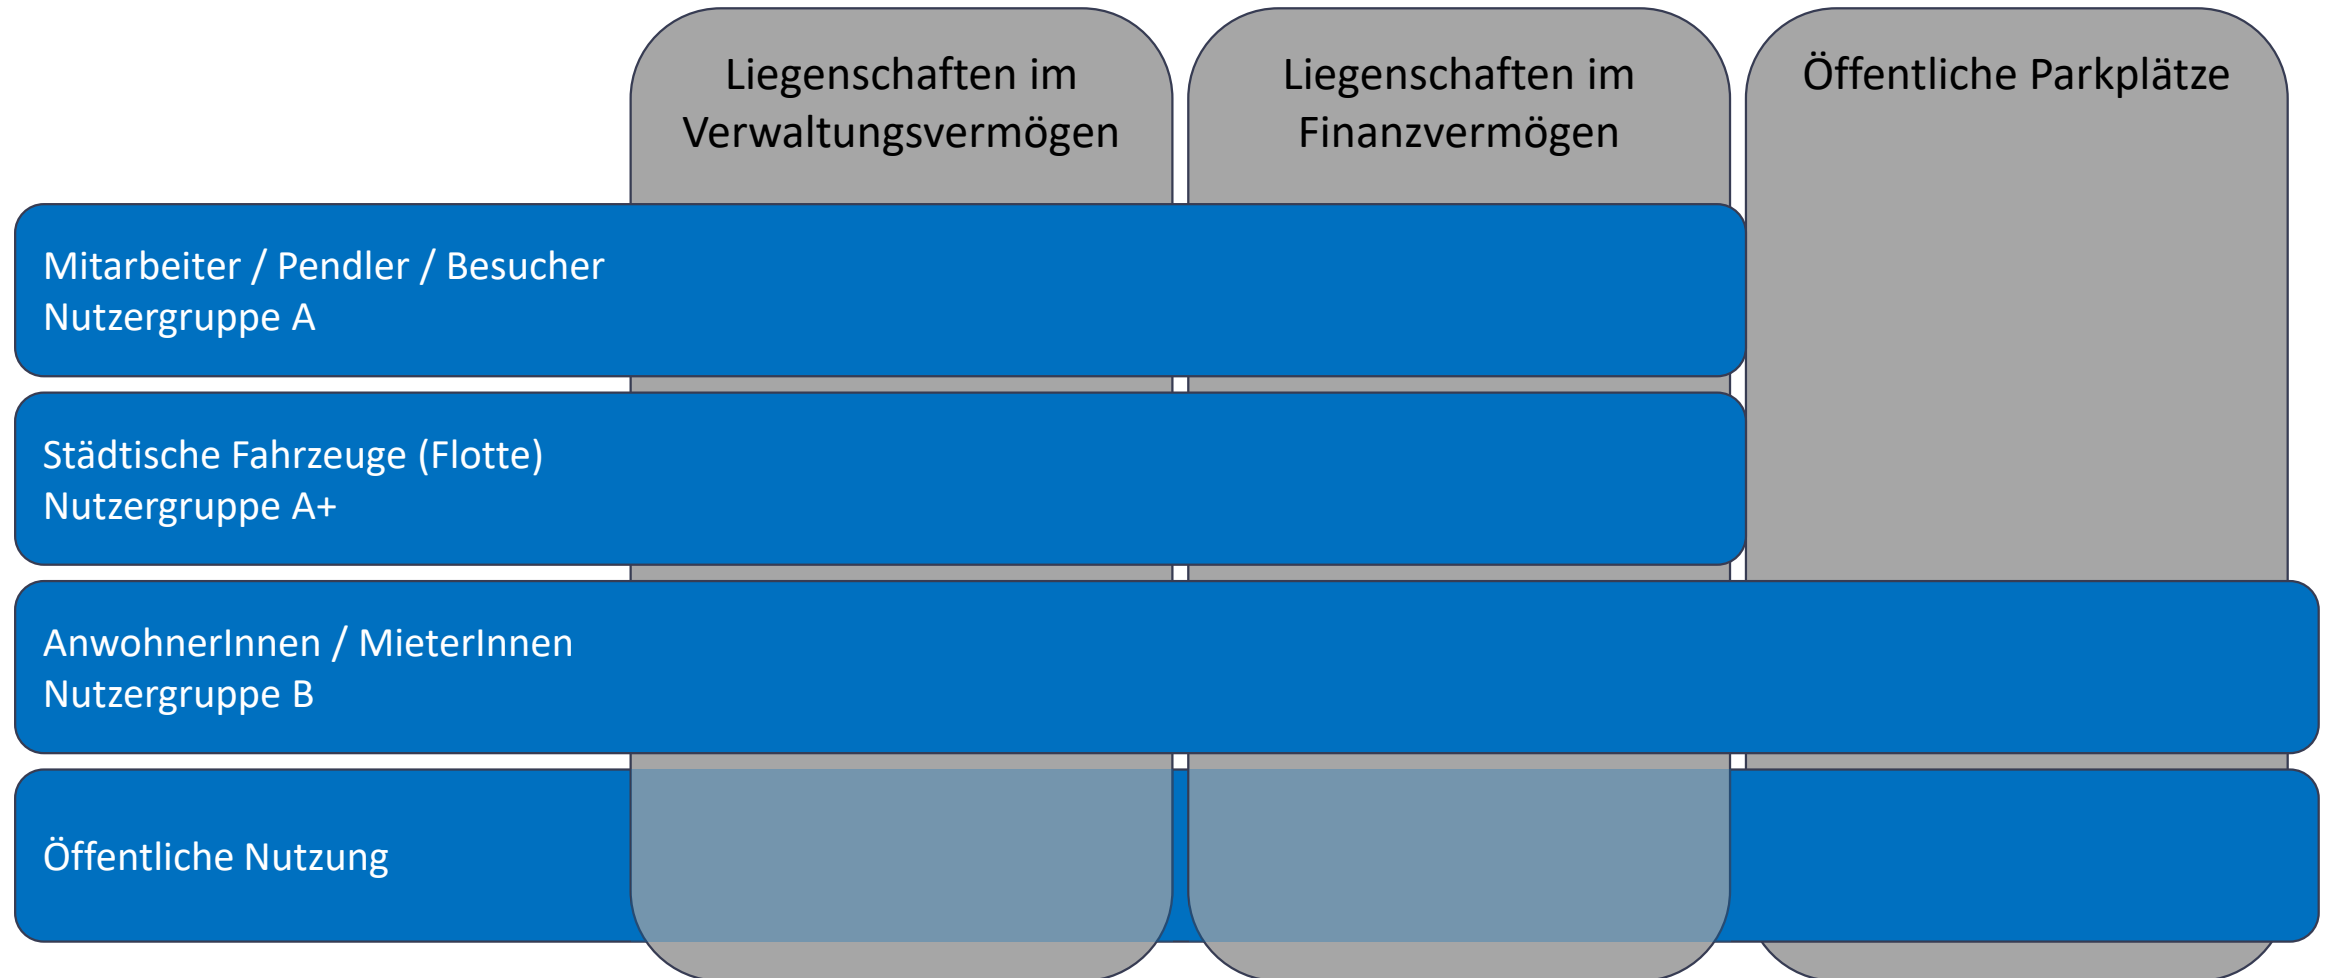 Liegenschaften im
Verwaltungsvermögen
Liegenschaften im
Finanzvermögen
Öffentliche Parkplätze
Mitarbeiter / Pendler / Besucher
Nutzergruppe A
Städtische Fahrzeuge (Flotte)
Nutzergruppe A+
AnwohnerInnen / MieterInnen
Nutzergruppe B
Öffentliche Nutzung